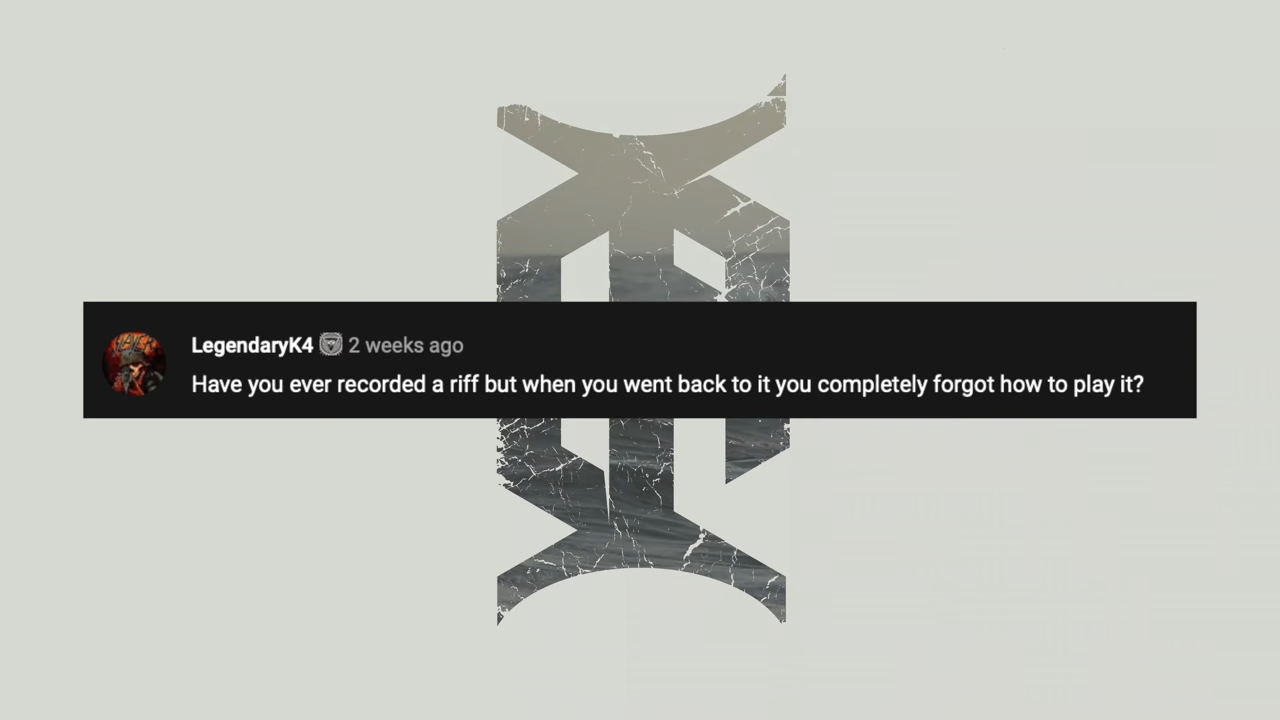 LegendaryK4 2 weeks ago
Have you ever recorded a riff but when you went back to it you completely forgot how to play it?